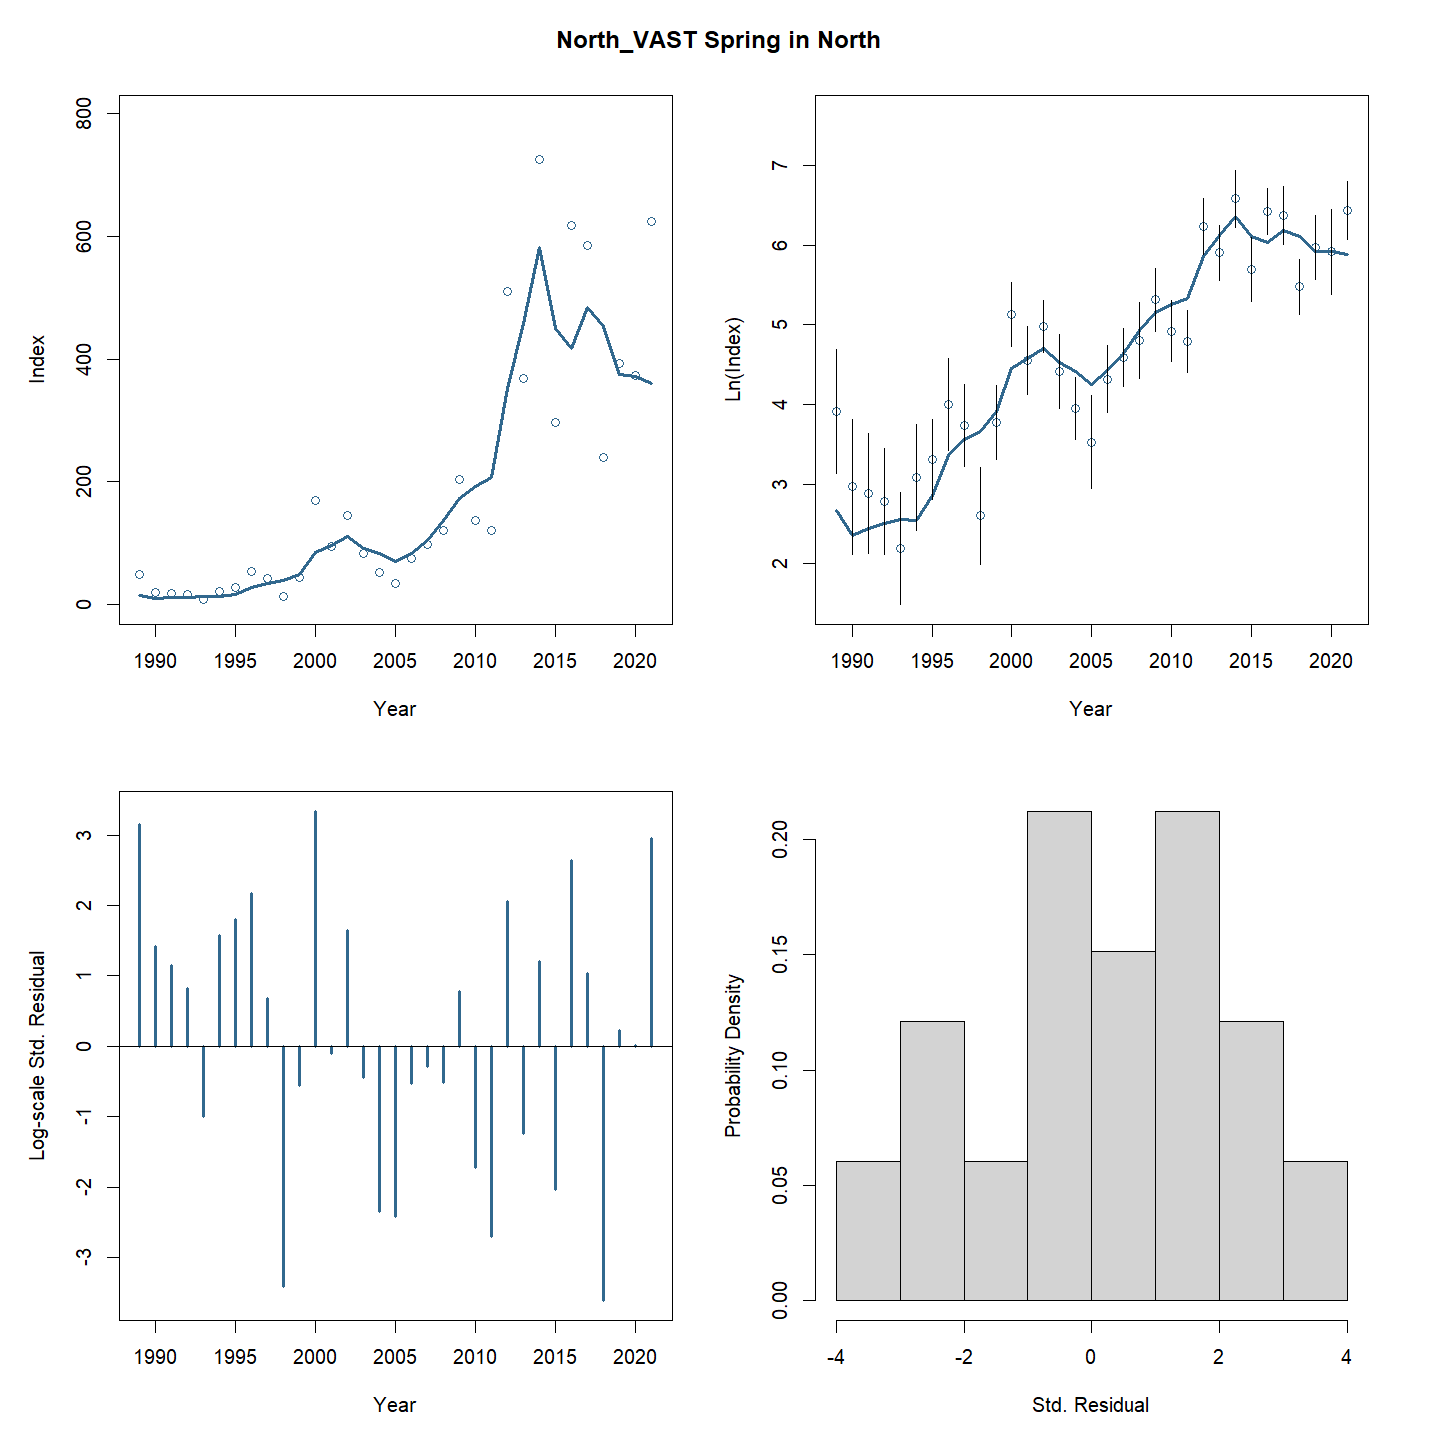 North_VAST Spring in North
800
600
400
200
0
Index
1990 1995 2000 2005 2010 2015 2020
Year
7
6
5
4
3
2
Ln(Index)
1990 1995 2000 2005 2010 2015 2020
Year
3
2
1
0
-1
-2
-3
Log-scale Std. Residual
1990 1995 2000 2005 2010 2015 2020
Year
0.20
0.15
0.10
0.05
0.00
Probability Density
-4 -2 0 2 4
Std. Residual